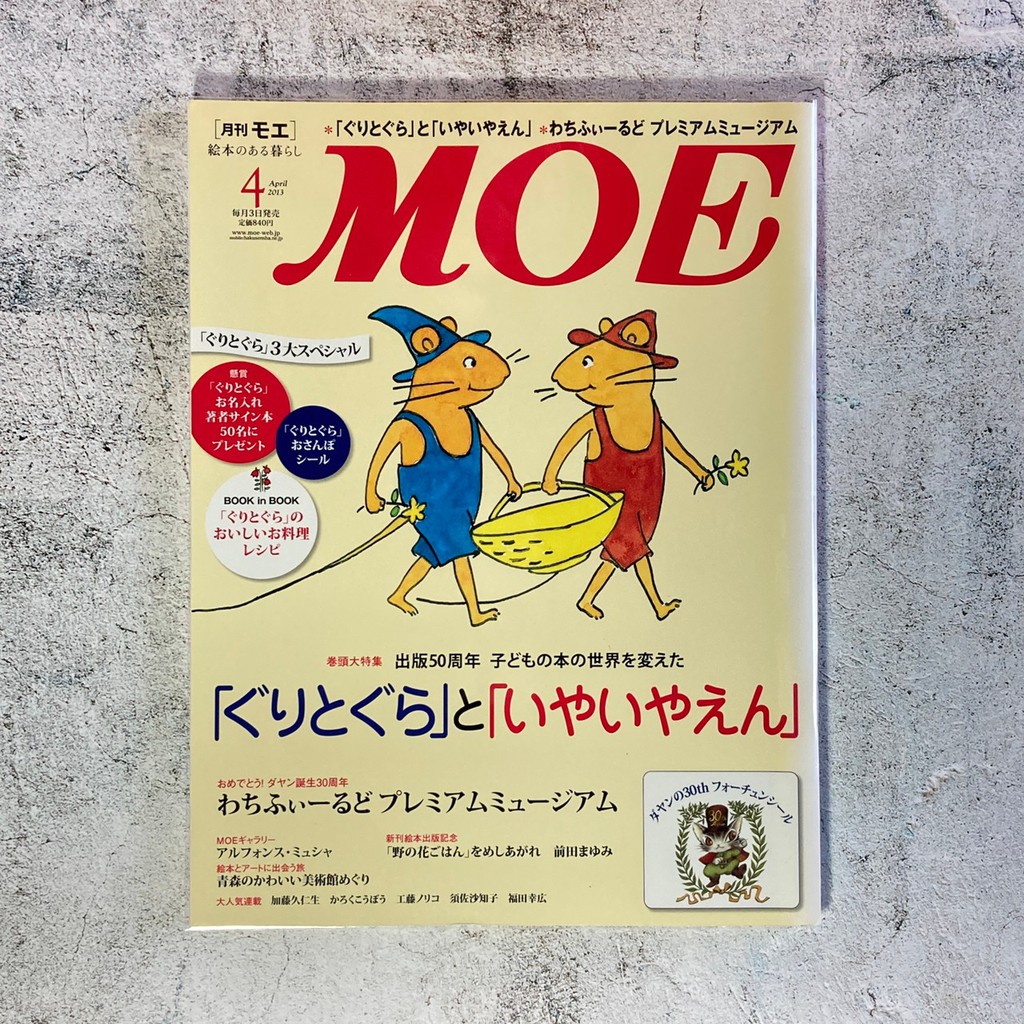 [月刊 モエ]
絵本のある暮らし
*「ぐりとぐら」と「いやいやえん」 *わちふぃーるど プレミアムミュージアム
MOE
4 April 2013
毎月3日発売
定価840円
www.moe-web.jp
「ぐりとぐら」3大スペシャル
懸賞
「ぐりとぐら」
お名入れ
著者サイン本
50名に
プレゼント
「ぐりとぐら」
おさんぽ
シール
BOOK in BOOK
「ぐりとぐら」の
おいしいお料理
レシピ
巻頭大特集 出版50周年 子どもの本の世界を変えた
「ぐりとぐら」と「いやいやえん」
おめでとう! ダヤン誕生30周年
わちふぃーるど プレミアムミュージアム
MOEギャラリー
アルフォンス・ミュシャ
絵本とアートに出会う旅
青森のかわいい美術館めぐり
新刊絵本出版記念
「野の花ごはん」をめしあがれ 前田まゆみ
大人気連載 加藤久仁生 かろくこうぼう 工藤ノリコ 須佐沙知子 福田幸広
ダヤンの30th フォーチュンシール
30